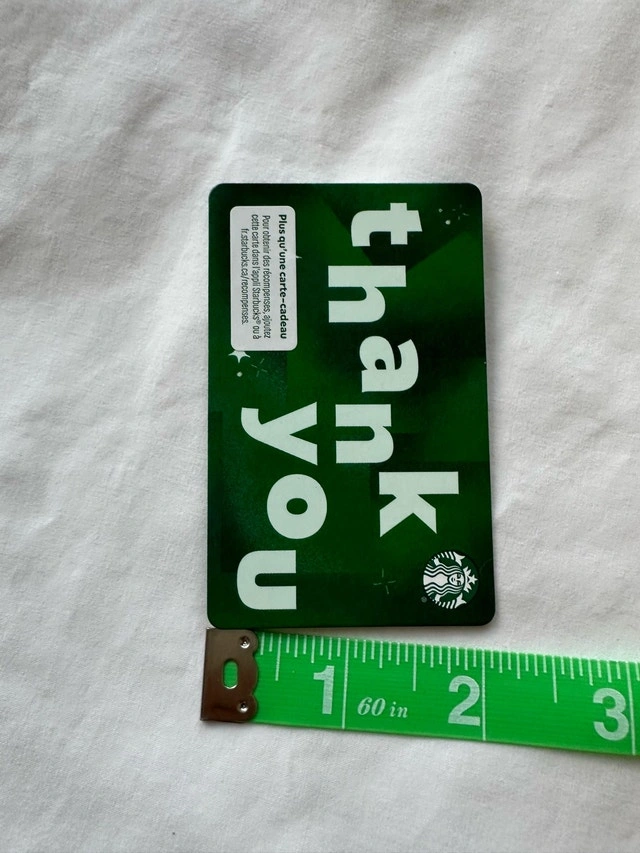 thank
you
Plus qu'une carte-cadeau
Pour obtenir des récompenses, ajoutez
cette carte dans l'appli Starbucks® ou à
fr.starbucks.ca/recompenses.
®
1 60 in 2 3